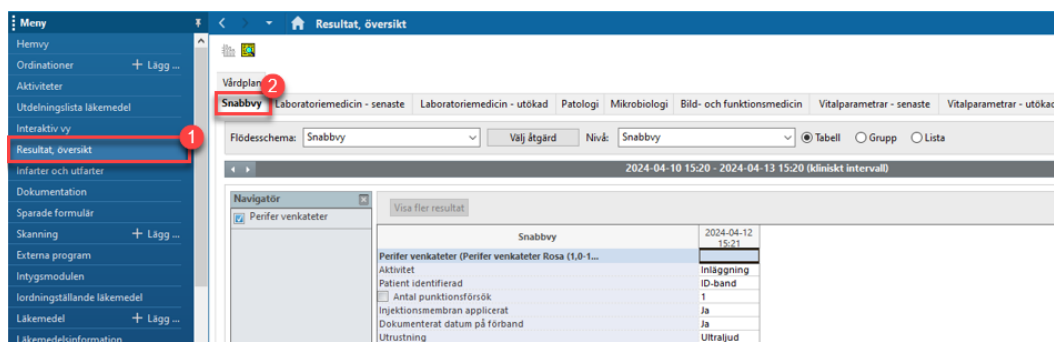 Meny
Resultat, översikt
Hemvy
Ordinationer + Lägg ...
Aktiviteter
Utdelningslista läkemedel
Interaktiv vy
Resultat, översikt
Infarter och utfarter
Dokumentation
Sparade formulär
Skanning + Lägg ...
Externa program
Intygsmodulen
Iordningställande läkemedel
Läkemedel + Lägg ...
Läkemedelsinformation
1
2
Vårdplan
Snabbvy Laboratoriemedicin - senaste Laboratoriemedicin - utökad Patologi Mikrobiologi Bild- och funktionsmedicin Vitalparametrar - senaste Vitalparametrar - utökad
Flödesschema: Snabbvy Välj åtgärd Nivå: Snabbvy Tabell Grupp Lista
2024-04-10 15:20 - 2024-04-13 15:20 (kliniskt intervall)
Navigatör
Perifer venkateter
Visa fler resultat
Snabbvy 2024-04-12
15:21
Perifer venkateter (Perifer venkateter Rosa (1,0-1...
Aktivitet Inläggning
Patient identifierad ID-band
Antal punktionsförsök 1
Injektionsmembran applicerat Ja
Dokumenterat datum på förband Ja
Utrustning Ultraljud